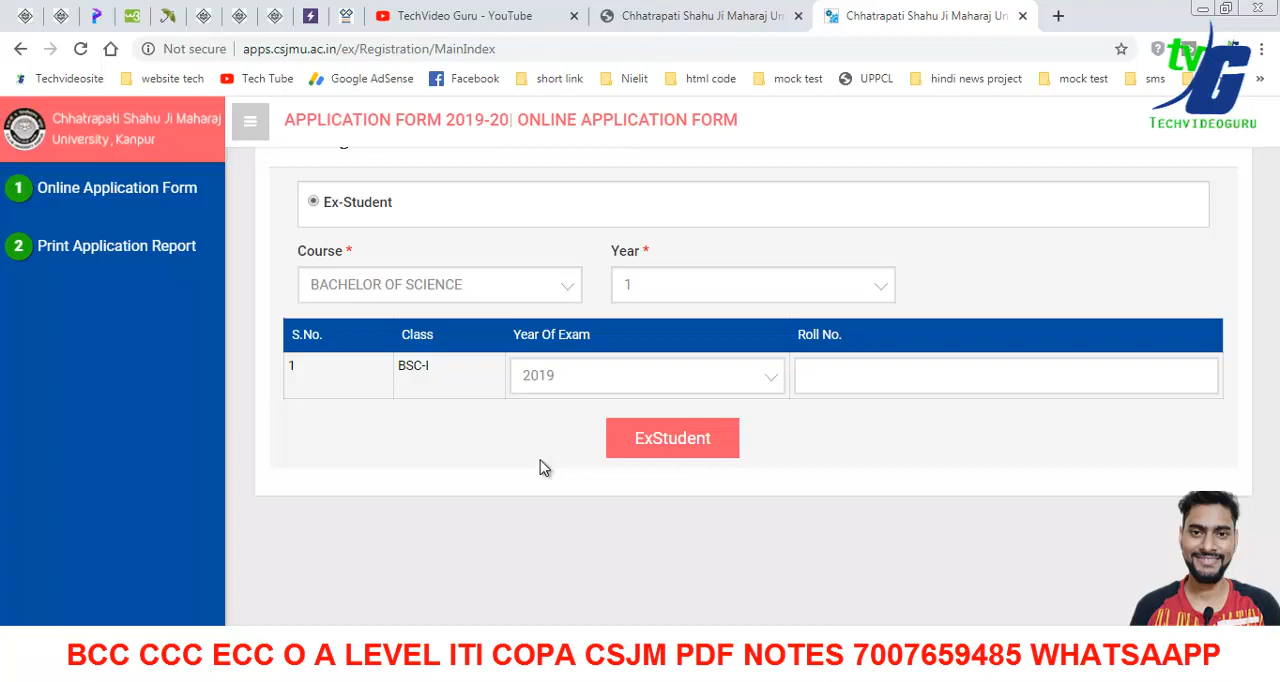 TechVideo Guru - YouTube
Chhatrapati Shahu Ji Maharaj Un
Chhatrapati Shahu Ji Maharaj Un
Not secure
apps.csjmu.ac.in/ex/Registration/MainIndex
Techvideosite
website tech
Tech Tube
Google AdSense
Facebook
short link
Nielit
html code
mock test
UPPCL
hindi news project
mock test
sms
tv G
TECHVIDEOGURU
Chhatrapati Shahu Ji Maharaj
University, Kanpur
APPLICATION FORM 2019-20| ONLINE APPLICATION FORM
1 Online Application Form
2 Print Application Report
Ex-Student
Course *
Year *
BACHELOR OF SCIENCE
1
S.No.
Class
Year Of Exam
Roll No.
1
BSC-I
2019
ExStudent
BCC CCC ECC O A LEVEL ITI COPA CSJM PDF NOTES 7007659485 WHATSAAPP